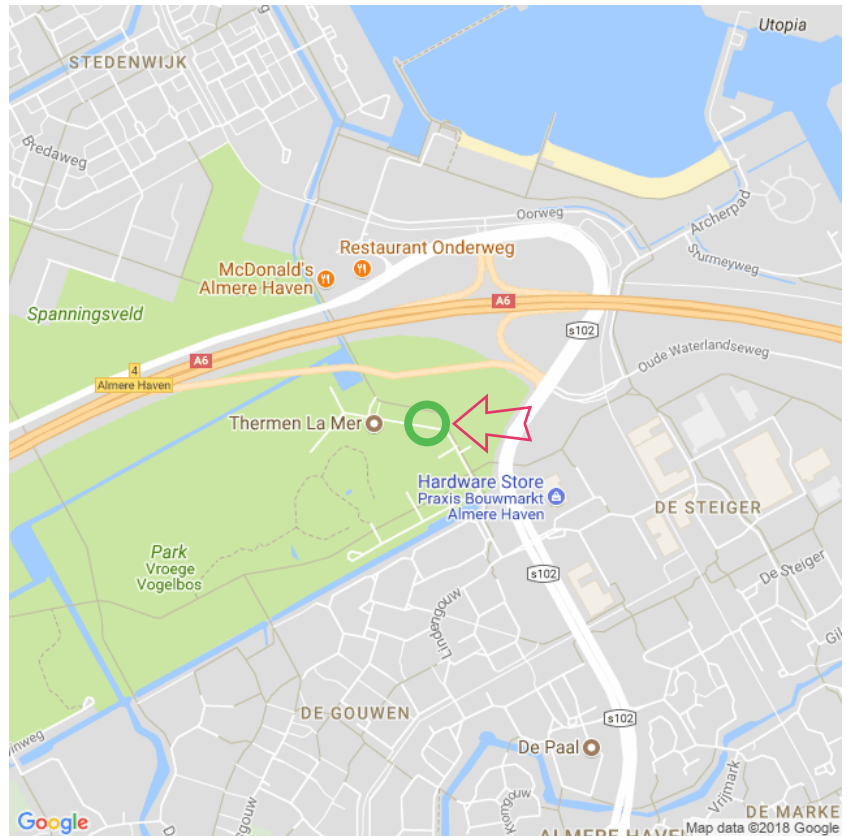 Utopia
STEDENWIJK
Bredaweg
Archerpad
Oorweg
Sturmeyweg
Restaurant Onderweg
McDonald's
Almere Haven
Spanningsveld
A6
s102
A6
4
Almere Haven
Oude Waterlandseweg
Thermen La Mer
Hardware Store
Praxis Bouwmarkt
Almere Haven
DE STEIGER
Park
Vroege
Vogelbos
s102
De Steiger
Lindengouw
DE GOUWEN
s102
De Paal
Vrijmark
DE MARKE
ALMERE HAVE
Google
Map data ©2018 Google